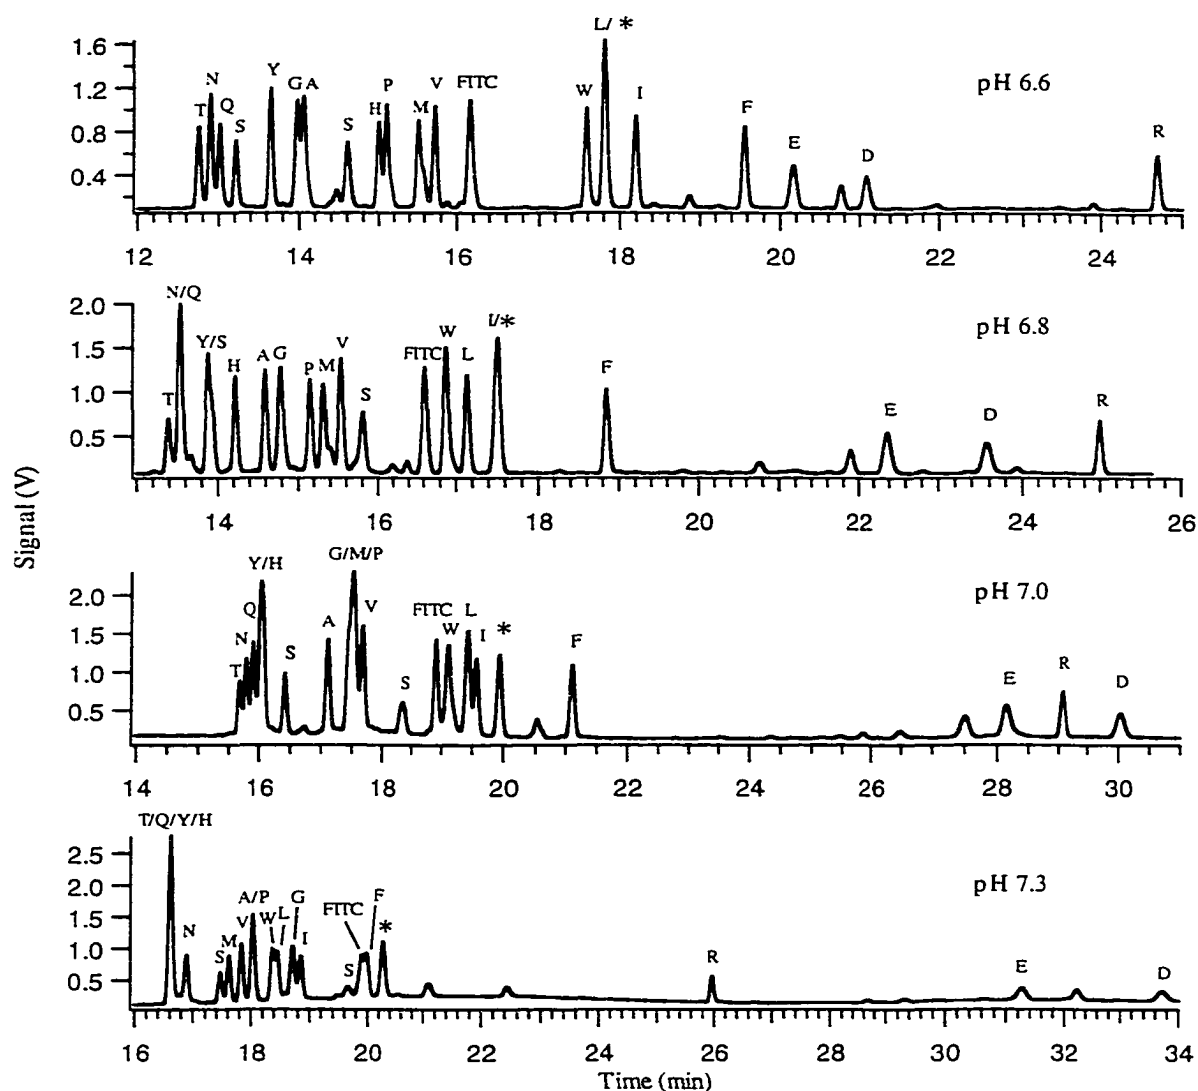 L/ *
1.6
N
Y
G A
P
V
FITC
W
I
pH 6.6
1.2
T
Q
S
S
H
M
F
E
D
R
0.8
0.4
12 14 16 18 20 22 24
N/Q
2.0
I/*
pH 6.8
Y/S
V
W
1.5
H
A G
P M
FITC
L
F
T
S
E
D
R
1.0
0.5
14 16 18 20 22 24 26
Signal (V)
G/M/P
Y/H
pH 7.0
2.0
Q
V
FITC
L
N
A
W
I
*
F
1.5
T
S
S
E
R
D
1.0
0.5
14 16 18 20 22 24 26 28 30
T/Q/Y/H
pH 7.3
2.5
2.0
A/P
G
F
N
V
W
L
FITC
*
1.5
S
M
I
S
R
E
D
1.0
0.5
16 18 20 22 24 26 28 30 32 34
Time (min)